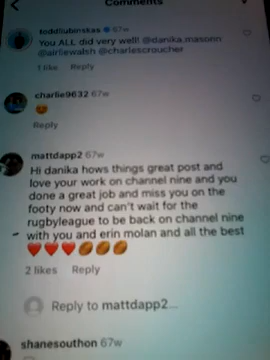 Comments
toddliubinskas 67w
You ALL did very well! @danika.mason
@airliewalsh @charlescroucher
1 like Reply
charlie9632 67w
Reply
mattdapp2 67w
Hi danika hows things great post and
love your work on channel nine and you
done a great job and miss you on the
footy now and can't wait for the
rugbyleague to be back on channel nine
with you and erin molan and all the best
❤️❤️❤️🏉🏉🏉
2 likes Reply
Reply to mattdapp2...
shanesouthon 67w